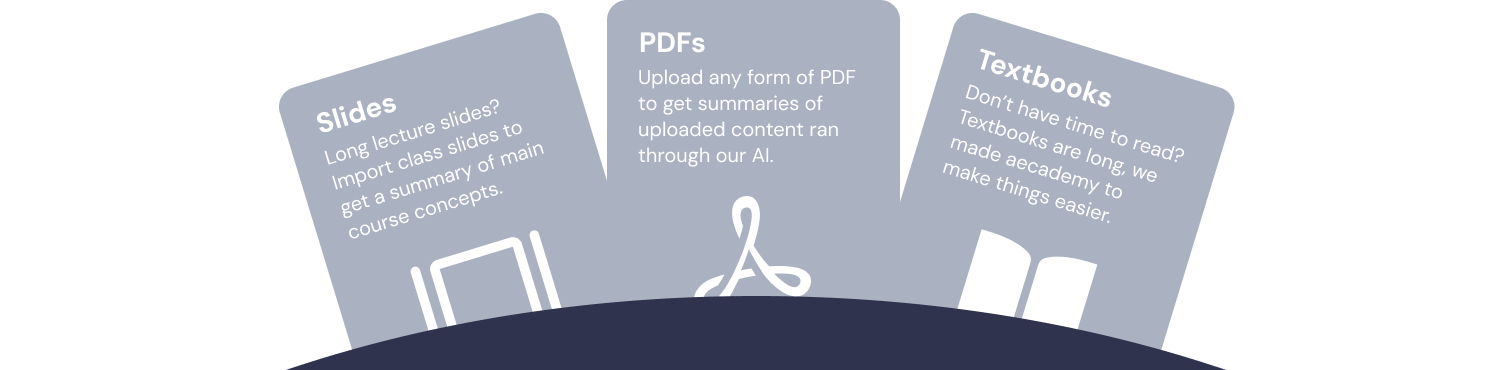 Slides
Long lecture slides?
Import class slides to
get a summary of main
course concepts.
PDFs
Upload any form of PDF
to get summaries of
uploaded content ran
through our AI.
Textbooks
Don’t have time to read?
Textbooks are long, we
made aecademy to
make things easier.